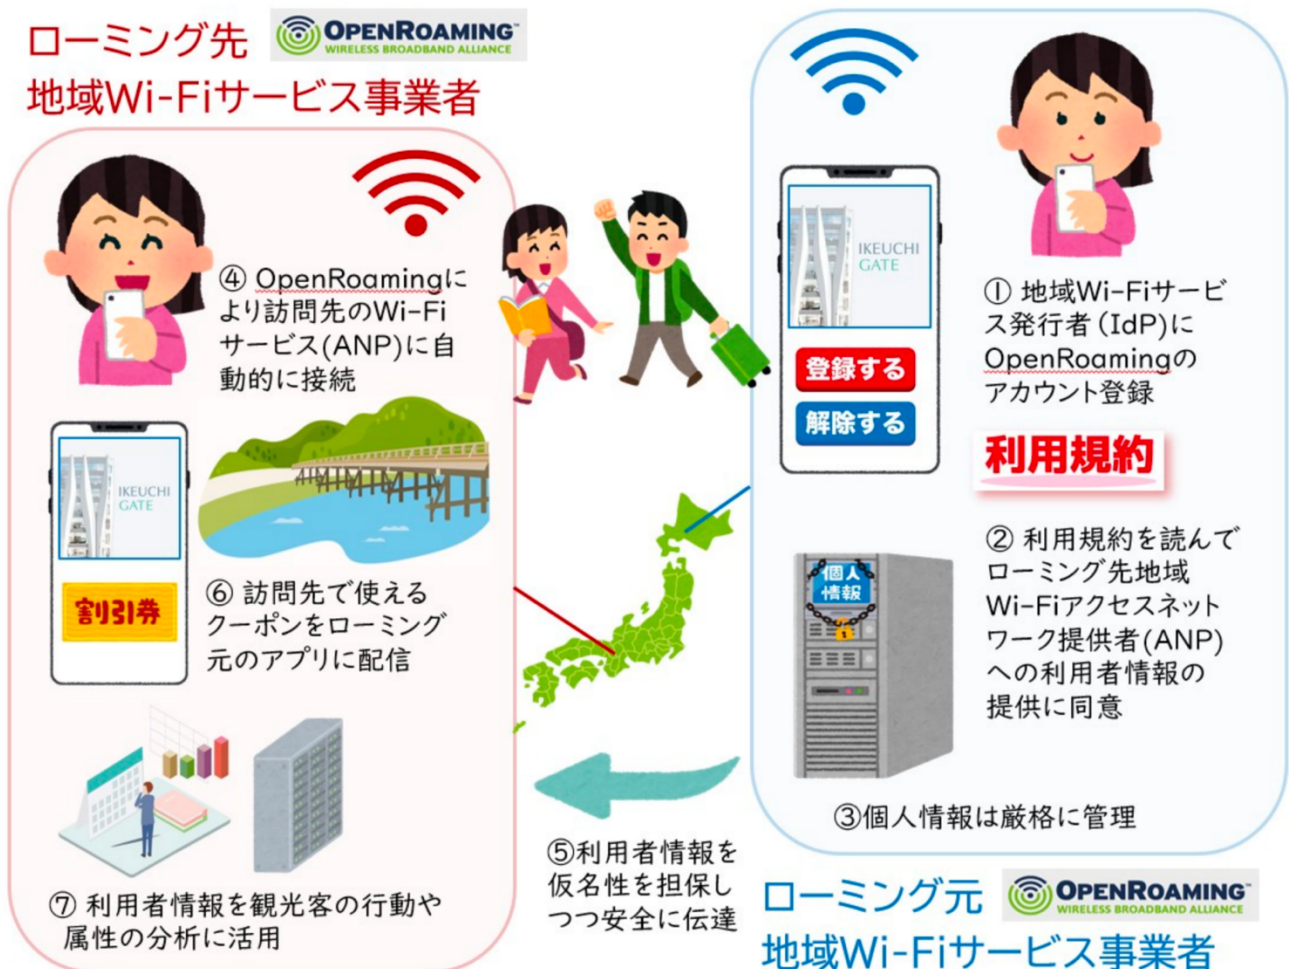 ローミング先
OPENROAMING™
WIRELESS BROADBAND ALLIANCE
地域Wi-Fiサービス事業者
④ OpenRoamingに
より訪問先のWi-Fi
サービス(ANP)に自
動的に接続
IKEUCHI
GATE
割引券
⑥ 訪問先で使える
クーポンをローミング
元のアプリに配信
⑦ 利用者情報を観光客の行動や
属性の分析に活用
⑤利用者情報を
仮名性を担保し
つつ安全に伝達
IKEUCHI
GATE
登録する
解除する
① 地域Wi-Fiサービ
ス発行者(IdP)に
OpenRoamingの
アカウント登録
利用規約
② 利用規約を読んで
ローミング先地域
Wi-Fiアクセスネット
ワーク提供者(ANP)
への利用者情報の
提供に同意
個人
情報
③個人情報は厳格に管理
ローミング元
OPENROAMING™
WIRELESS BROADBAND ALLIANCE
地域Wi-Fiサービス事業者